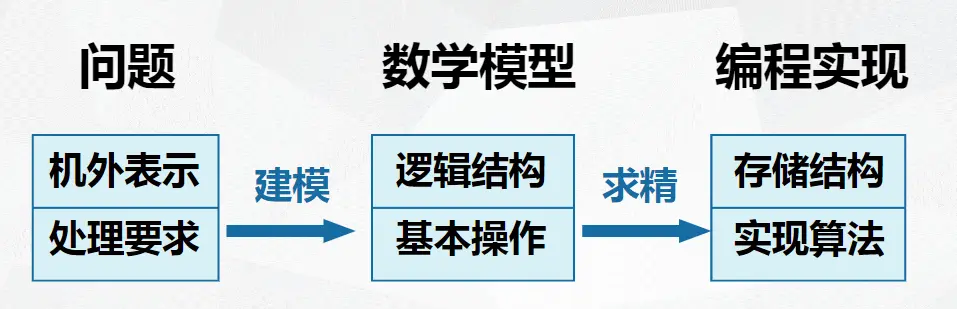 问题 数学模型 编程实现
机外表示 逻辑结构 存储结构
建模 求精
处理要求 基本操作 实现算法